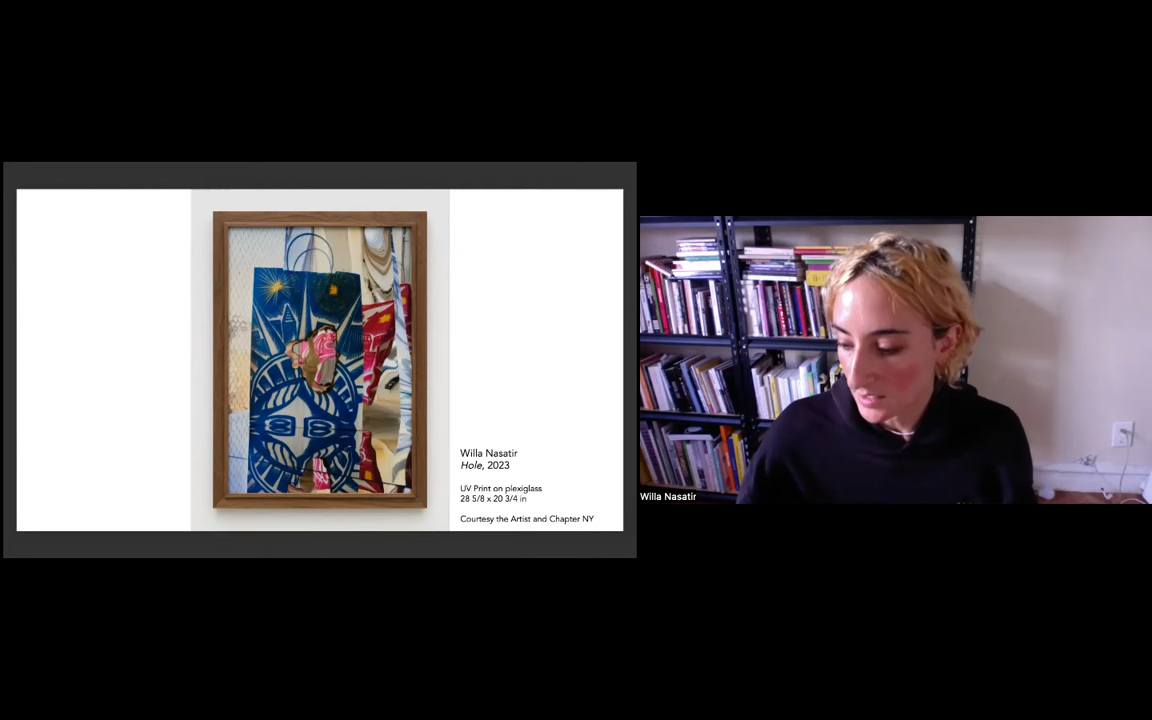 Willa Nasatir
Hole, 2023
UV Print on plexiglass
28 5/8 x 20 3/4 in
Courtesy the Artist and Chapter NY
Willa Nasatir